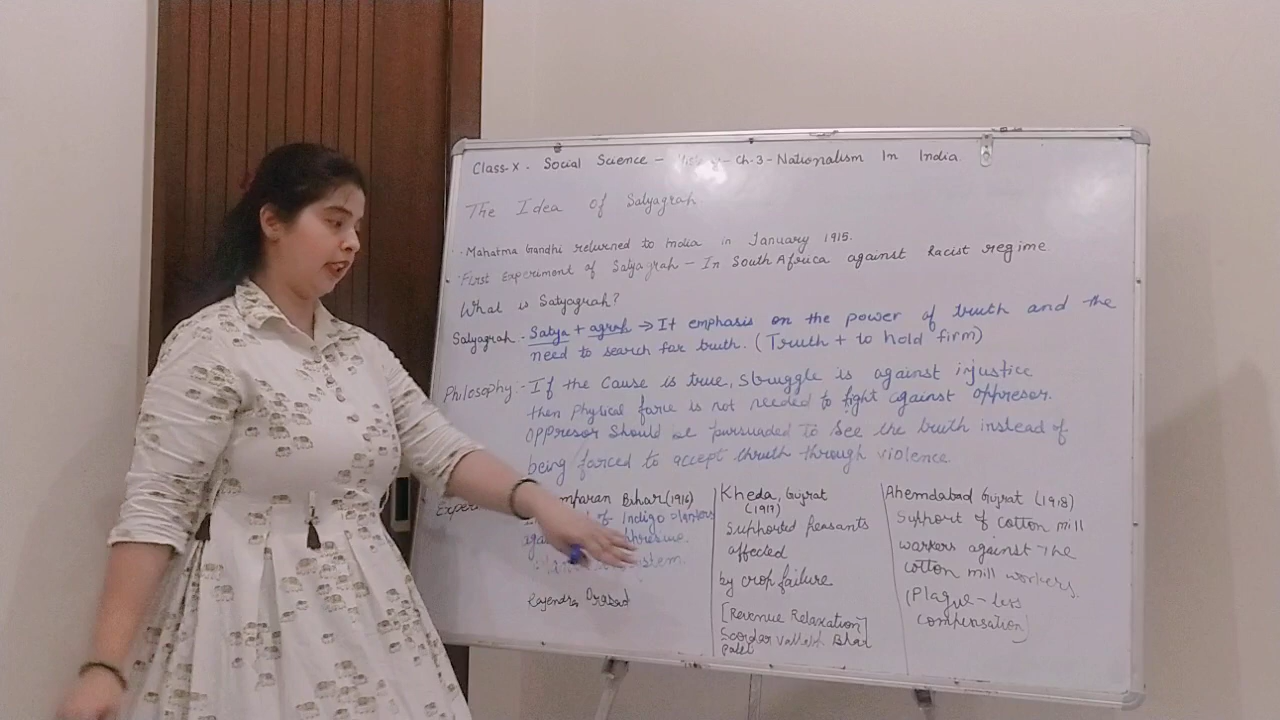 Class-X - Social Science - Ch-3-Nationalism In India
The Idea of Satyagrah
· Mahatma Gandhi returned to India in January 1915.
· First Experiment of Satyagrah - In South Africa against Racist regime
What is Satyagrah?
Satyagrah - Satya + agrah → It emphasis on the power of truth and the
need to search for truth. (Truth + to hold firm)
Philosophy - If the cause is true, struggle is against injustice
then physical force is not needed to fight against oppresor.
Oppresor should be pursuaded to see the truth instead of
being forced to accept thruth through violence.
mparan Bihar (1916)
of Indigo planters
stem.
Rajendra Prasad
Kheda, Gujrat
(1917)
Supported peasants
affected
by crop failure
[Revenue Relaxation]
Patel
Ahemdabad Gujrat (1918)
Support of cotton mill
workers against the
cotton mill workers.
(Plague - less
compensation)